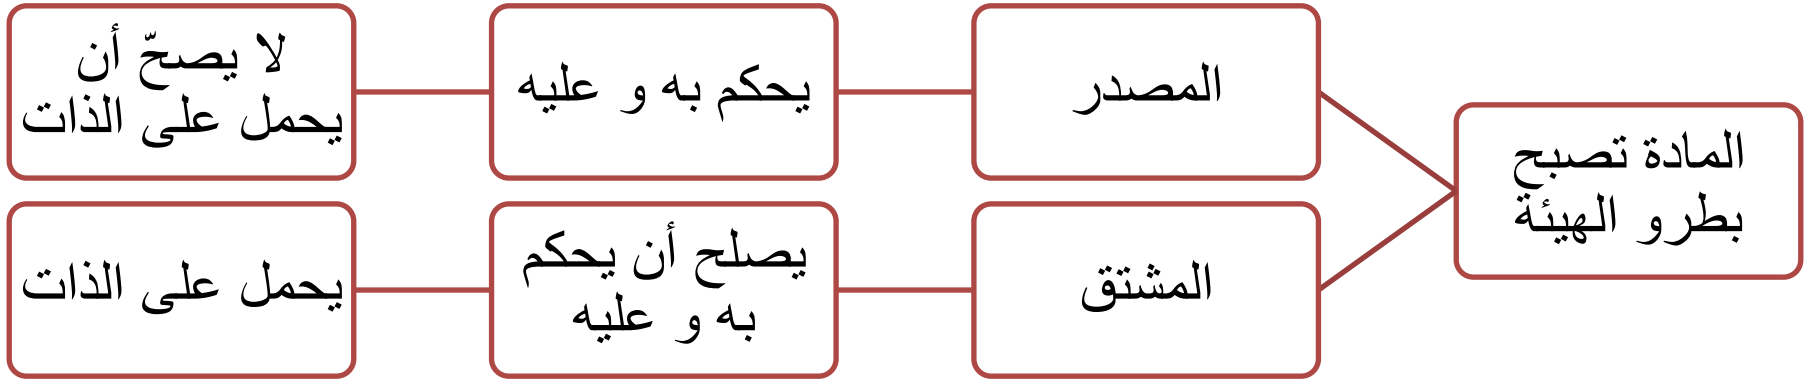 المادة تصبح
بطرو الهيئة
المصدر
يحكم به و عليه
لا يصحّ أن
يحمل على الذات
المشتق
يصلح أن يحكم
به و عليه
يحمل على الذات